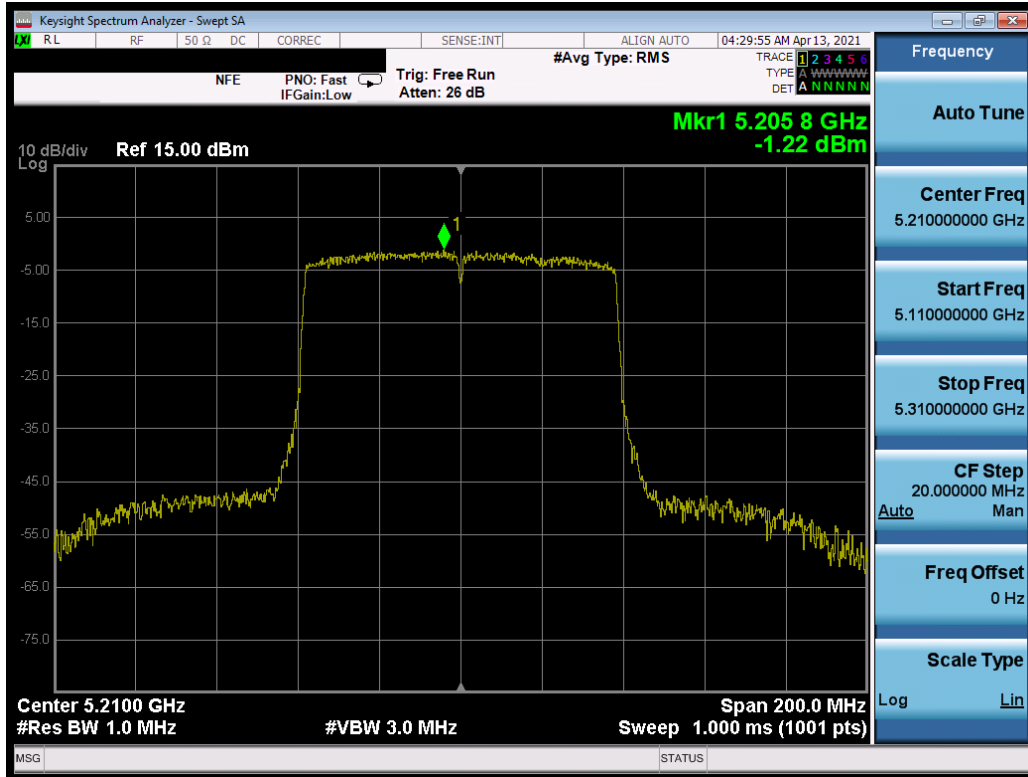 Keysight Spectrum Analyzer - Swept SA
LXI RL RF 50 Ω DC CORREC SENSE:INT ALIGN AUTO 04:29:55 AM Apr 13, 2021
#Avg Type: RMS
TRACE 1 2 3 4 5 6
TYPE A WWWWW
DET A N N N N N
NFE
PNO: Fast
IFGain:Low
Trig: Free Run
Atten: 26 dB
Mkr1 5.205 8 GHz
-1.22 dBm
10 dB/div Ref 15.00 dBm
Log
1
5.00
-5.00
-15.0
-25.0
-35.0
-45.0
-55.0
-65.0
-75.0
Center 5.2100 GHz
Span 200.0 MHz
#Res BW 1.0 MHz
#VBW 3.0 MHz
Sweep 1.000 ms (1001 pts)
MSG
STATUS
Frequency
Auto Tune
Center Freq
5.210000000 GHz
Start Freq
5.110000000 GHz
Stop Freq
5.310000000 GHz
CF Step
20.000000 MHz
Auto Man
Freq Offset
0 Hz
Scale Type
Log Lin